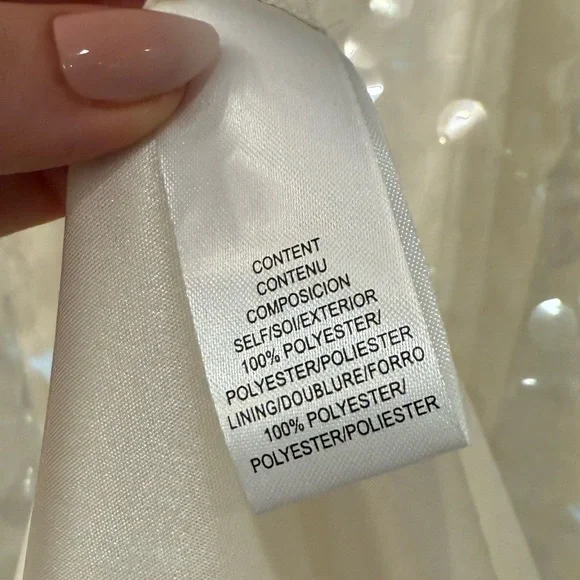 CONTENT
CONTENU
COMPOSICION
SELF/SOI/EXTERIOR
100% POLYESTER/
POLYESTER/POLIESTER
LINING/DOUBLURE/FORRO
100% POLYESTER/
POLYESTER/POLIESTER